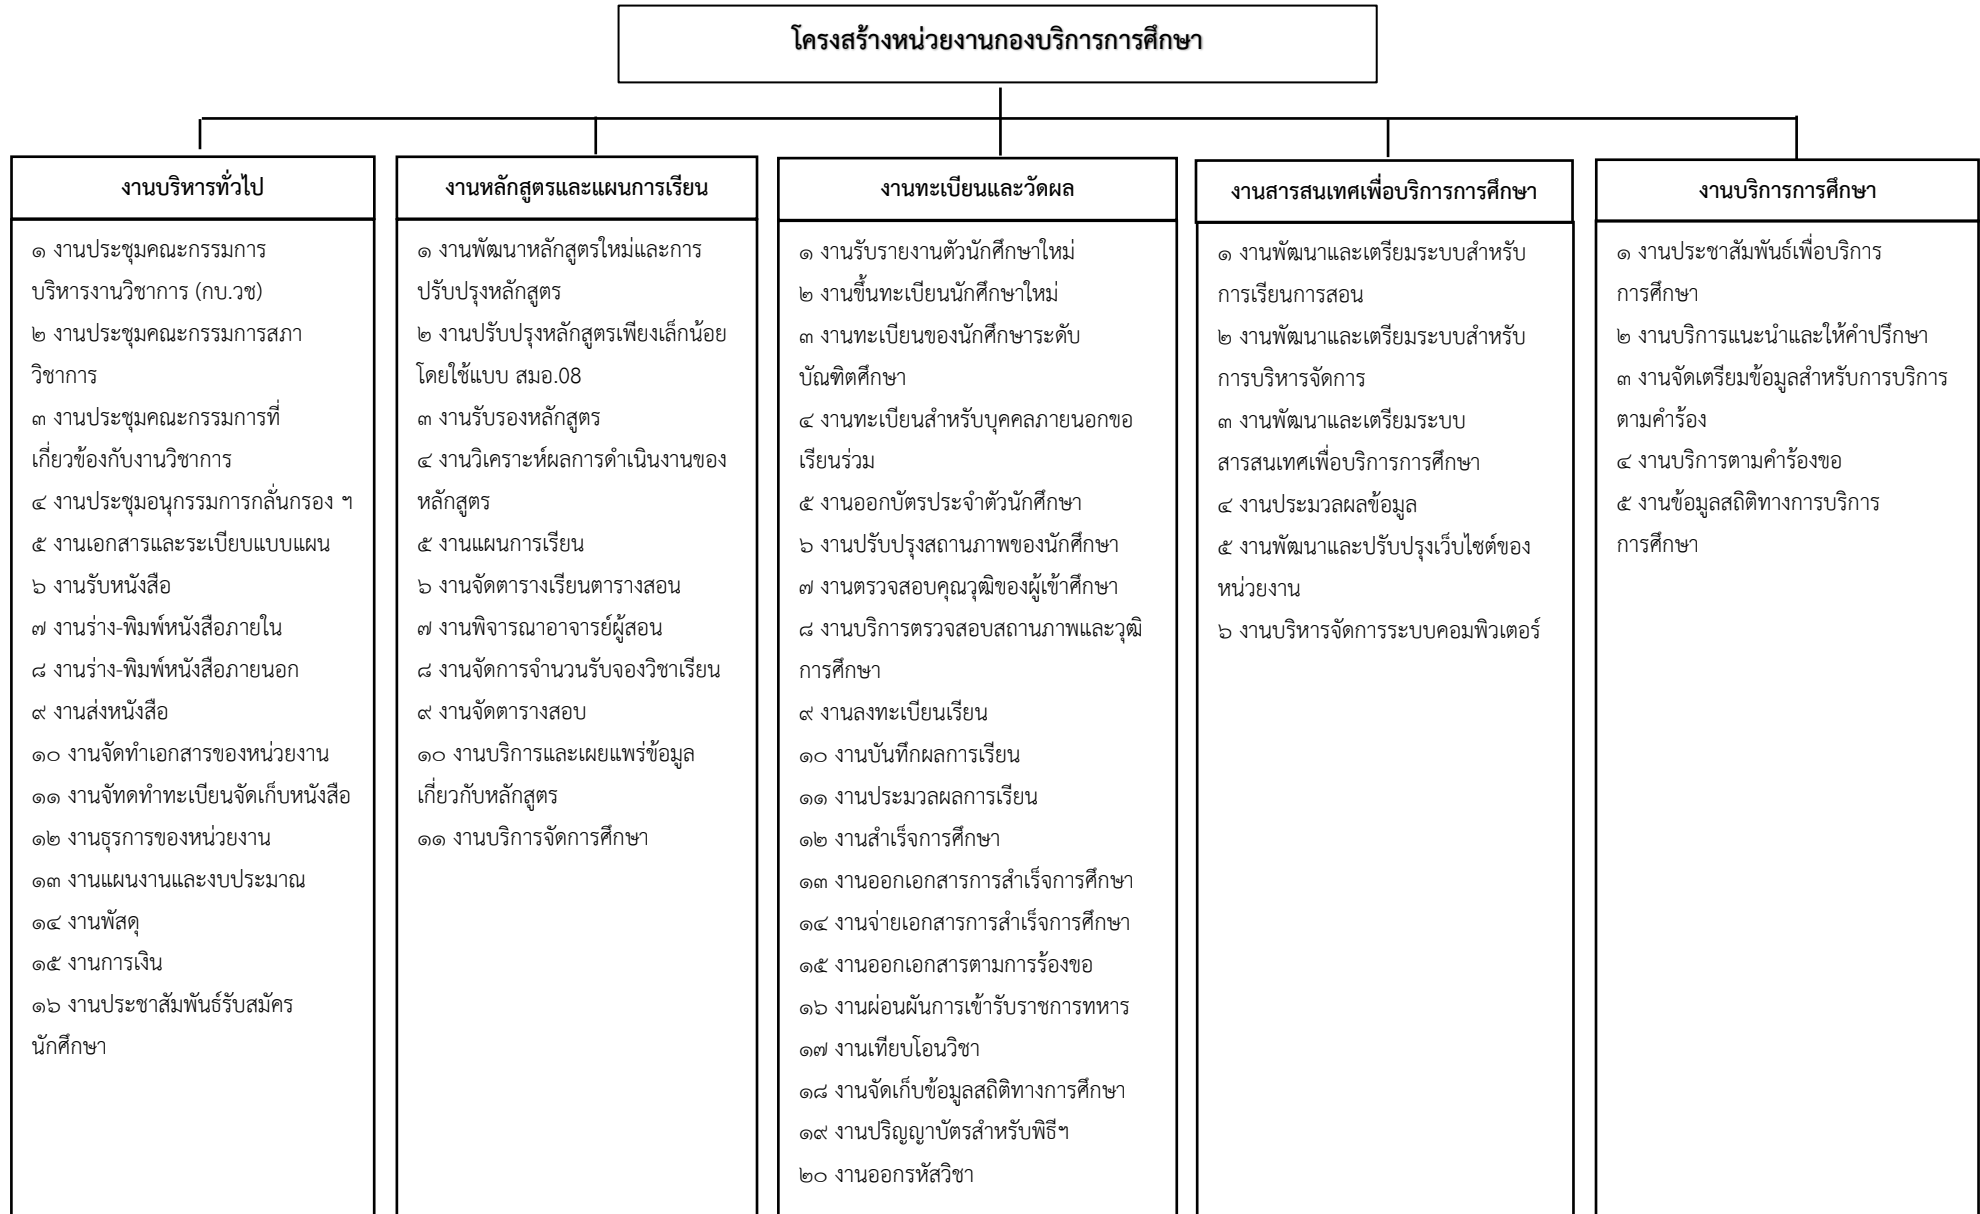 โครงสร้างหน่วยงานกองบริการการศึกษา
งานบริหารทั่วไป
๑ งานประชุมคณะกรรมการ
บริหารงานวิชาการ (กบ.วช)
๒ งานประชุมคณะกรรมการสภา
วิชาการ
๓ งานประชุมคณะกรรมการที่
เกี่ยวข้องกับงานวิชาการ
๔ งานประชุมอนุกรรมการกลั่นกรอง ฯ
๕ งานเอกสารและระเบียบแบบแผน
๖ งานรับหนังสือ
๗ งานร่าง-พิมพ์หนังสือภายใน
๘ งานร่าง-พิมพ์หนังสือภายนอก
๙ งานส่งหนังสือ
๑๐ งานจัดทำเอกสารของหน่วยงาน
๑๑ งานจัทดทำทะเบียนจัดเก็บหนังสือ
๑๒ งานธุรการของหน่วยงาน
๑๓ งานแผนงานและงบประมาณ
๑๔ งานพัสดุ
๑๕ งานการเงิน
๑๖ งานประชาสัมพันธ์รับสมัคร
นักศึกษา
งานหลักสูตรและแผนการเรียน
๑ งานพัฒนาหลักสูตรใหม่และการ
ปรับปรุงหลักสูตร
๒ งานปรับปรุงหลักสูตรเพียงเล็กน้อย
โดยใช้แบบ สมอ.08
๓ งานรับรองหลักสูตร
๔ งานวิเคราะห์ผลการดำเนินงานของ
หลักสูตร
๕ งานแผนการเรียน
๖ งานจัดตารางเรียนตารางสอน
๗ งานพิจารณาอาจารย์ผู้สอน
๘ งานจัดการจำนวนรับจองวิชาเรียน
๙ งานจัดตารางสอบ
๑๐ งานบริการและเผยแพร่ข้อมูล
เกี่ยวกับหลักสูตร
๑๑ งานบริการจัดการศึกษา
งานทะเบียนและวัดผล
๑ งานรับรายงานตัวนักศึกษาใหม่
๒ งานขึ้นทะเบียนนักศึกษาใหม่
๓ งานทะเบียนของนักศึกษาระดับ
บัณฑิตศึกษา
๔ งานทะเบียนสำหรับบุคคลภายนอกขอ
เรียนร่วม
๕ งานออกบัตรประจำตัวนักศึกษา
๖ งานปรับปรุงสถานภาพของนักศึกษา
๗ งานตรวจสอบคุณวุฒิของผู้เข้าศึกษา
๘ งานบริการตรวจสอบสถานภาพและวุฒิ
การศึกษา
๙ งานลงทะเบียนเรียน
๑๐ งานบันทึกผลการเรียน
๑๑ งานประมวลผลการเรียน
๑๒ งานสำเร็จการศึกษา
๑๓ งานออกเอกสารการสำเร็จการศึกษา
๑๔ งานจ่ายเอกสารการสำเร็จการศึกษา
๑๕ งานออกเอกสารตามการร้องขอ
๑๖ งานผ่อนผันการเข้ารับราชการทหาร
๑๗ งานเทียบโอนวิชา
๑๘ งานจัดเก็บข้อมูลสถิติทางการศึกษา
๑๙ งานปริญญาบัตรสำหรับพิธีฯ
๒๐ งานออกรหัสวิชา
งานสารสนเทศเพื่อบริการการศึกษา
๑ งานพัฒนาและเตรียมระบบสำหรับ
การเรียนการสอน
๒ งานพัฒนาและเตรียมระบบสำหรับ
การบริหารจัดการ
๓ งานพัฒนาและเตรียมระบบ
สารสนเทศเพื่อบริการการศึกษา
๔ งานประมวลผลข้อมูล
๕ งานพัฒนาและปรับปรุงเว็บไซต์ของ
หน่วยงาน
๖ งานบริหารจัดการระบบคอมพิวเตอร์
งานบริการการศึกษา
๑ งานประชาสัมพันธ์เพื่อบริการ
การศึกษา
๒ งานบริการแนะนำและให้คำปรึกษา
๓ งานจัดเตรียมข้อมูลสำหรับการบริการ
ตามคำร้อง
๔ งานบริการตามคำร้องขอ
๕ งานข้อมูลสถิติทางการบริการ
การศึกษา